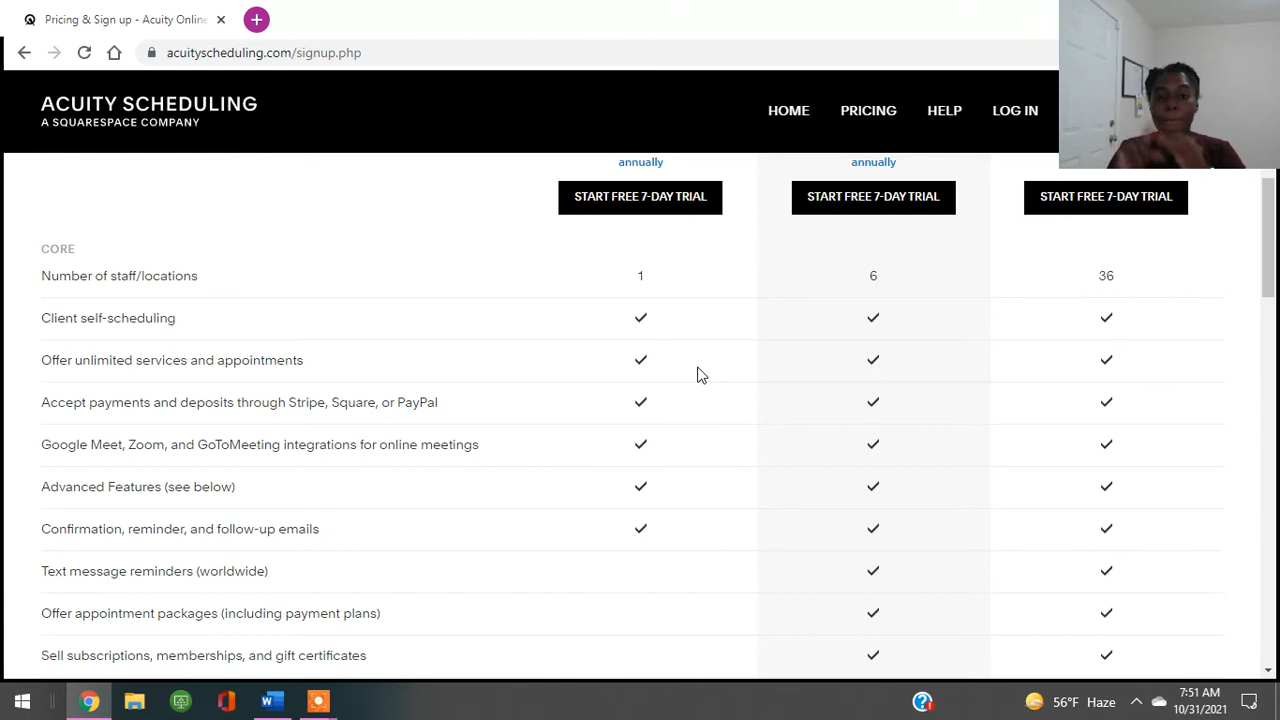 Pricing & Sign up - Acuity Online
acuityscheduling.com/signup.php
ACUITY SCHEDULING
A SQUARESPACE COMPANY
HOME PRICING HELP LOG IN
annually annually
START FREE 7-DAY TRIAL START FREE 7-DAY TRIAL START FREE 7-DAY TRIAL
CORE
Number of staff/locations 1 6 36
Client self-scheduling
Offer unlimited services and appointments
Accept payments and deposits through Stripe, Square, or PayPal
Google Meet, Zoom, and GoToMeeting integrations for online meetings
Advanced Features (see below)
Confirmation, reminder, and follow-up emails
Text message reminders (worldwide)
Offer appointment packages (including payment plans)
Sell subscriptions, memberships, and gift certificates
56°F Haze
7:51 AM
10/31/2021